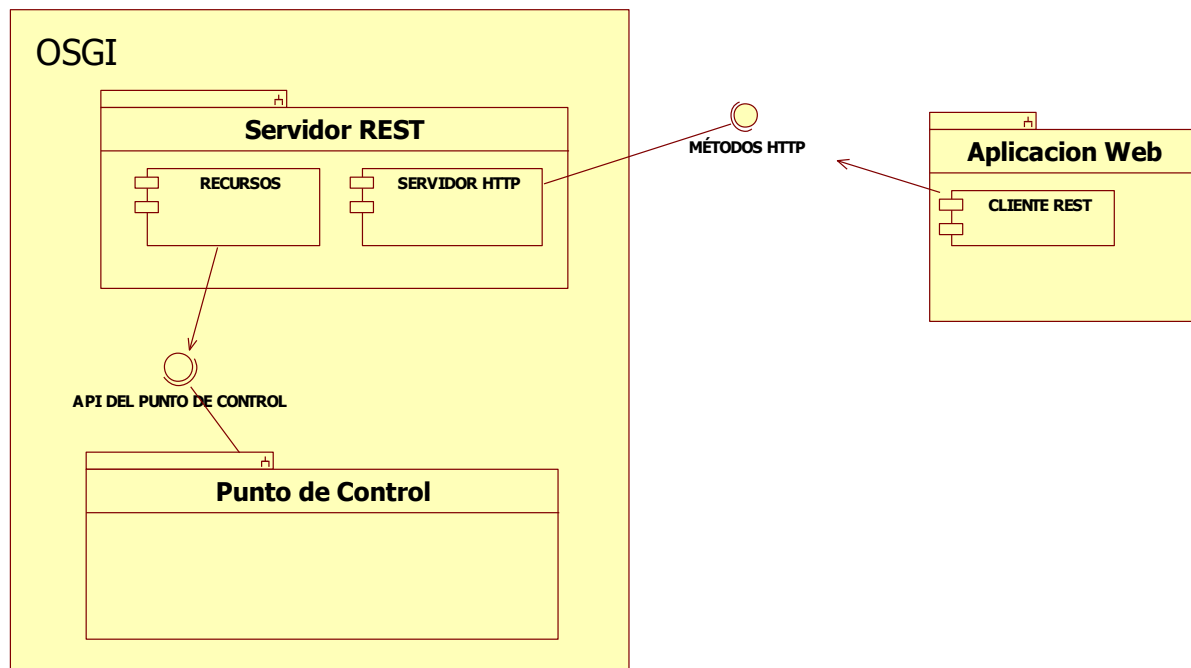 OSGI
Servidor REST
RECURSOS
SERVIDOR HTTP
MÉTODOS HTTP
Aplicacion Web
CLIENTE REST
API DEL PUNTO DE CONTROL
Punto de Control